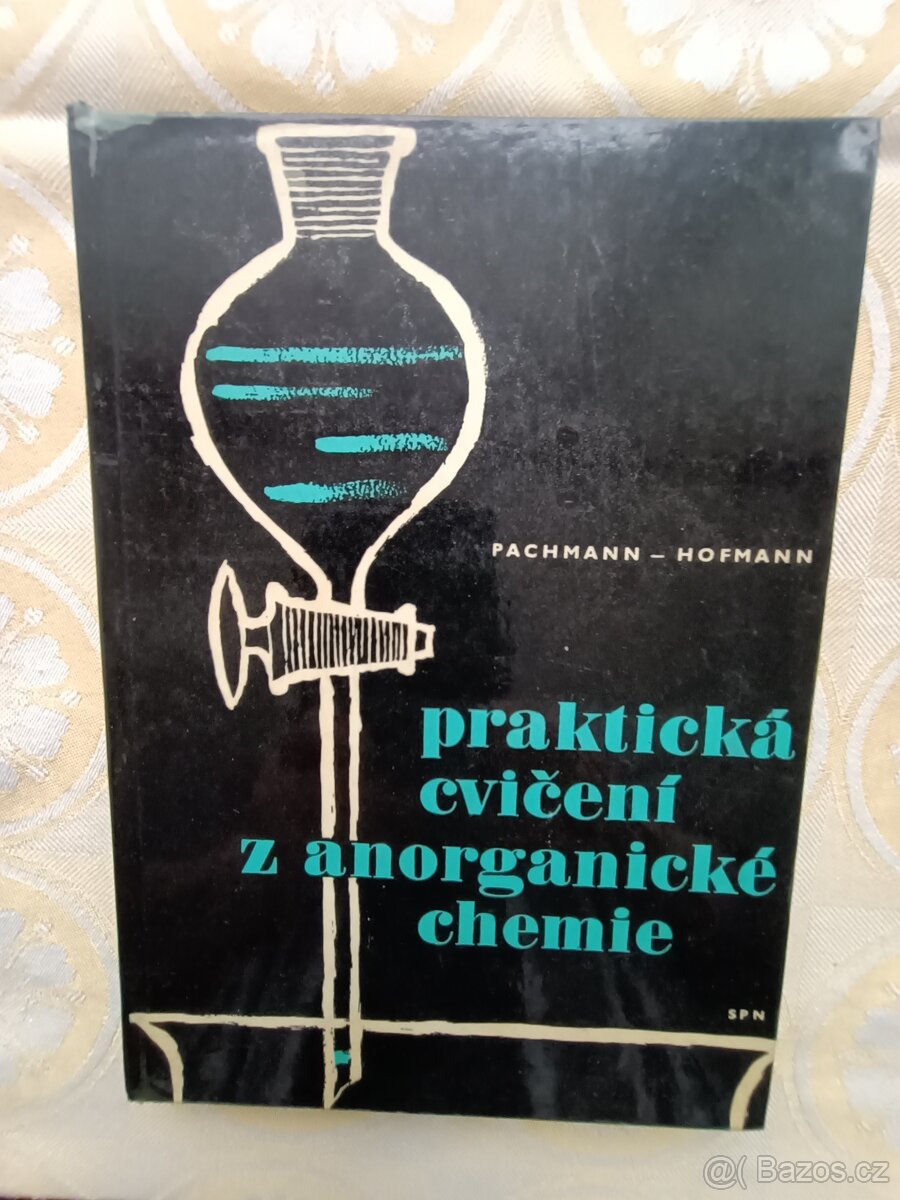 PACHMANN – HOFMANN
praktická
cvičení
z anorganické
chemie
SPN
@( Bazos.cz